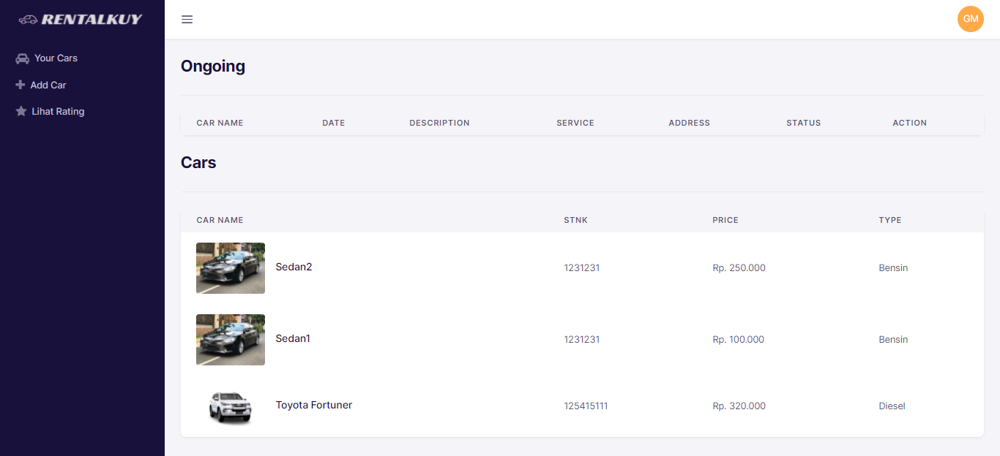 RENTALKUY
GM
Your Cars
Add Car
Lihat Rating
Ongoing
CAR NAME DATE DESCRIPTION SERVICE ADDRESS STATUS ACTION
Cars
CAR NAME STNK PRICE TYPE
Sedan2 1231231 Rp. 250.000 Bensin
Sedan1 1231231 Rp. 100.000 Bensin
Toyota Fortuner 125415111 Rp. 320.000 Diesel